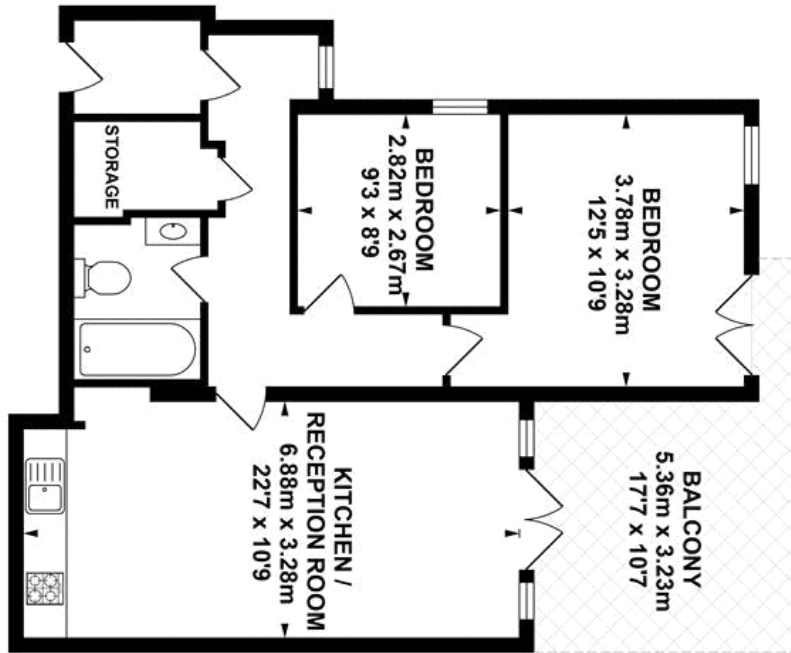 STORAGE
BEDROOM
2.82m x 2.67m
9'3 x 8'9
BEDROOM
3.78m x 3.28m
12'5 x 10'9
KITCHEN /
RECEPTION ROOM
6.88m x 3.28m
22'7 x 10'9
BALCONY
5.36m x 3.23m
17'7 x 10'7